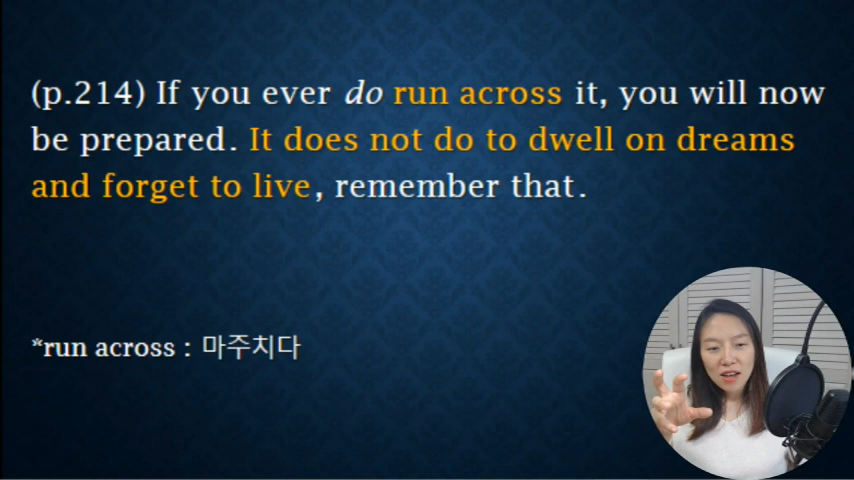 (p.214) If you ever do run across it, you will now
be prepared. It does not do to dwell on dreams
and forget to live, remember that.
*run across : 마주치다